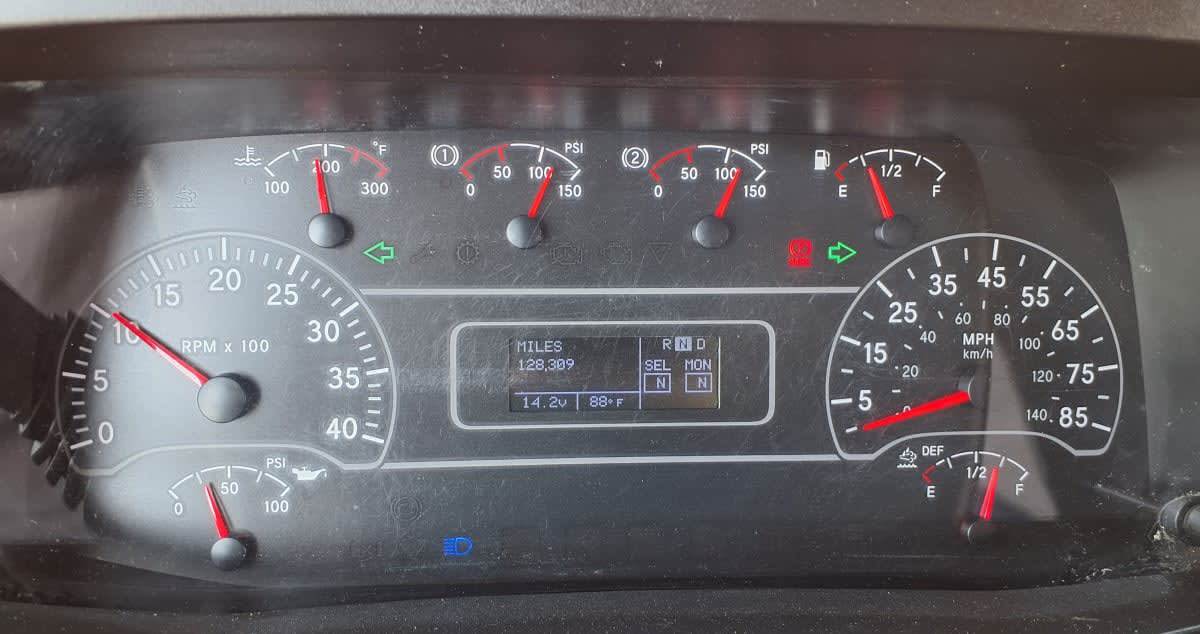 °F
100 200 300
(1) PSI
0 50 100 150
(2) PSI
0 50 100 150
E 1/2 F
0 5 10 15 20 25 30 35 40
RPM x 100
MILES
128,309
14.2V 88°F
R N D
SEL MON
N N
5 15 25 35 45 55 65 75 85
MPH
km/h
0 20 40 60 80 100 120 140
PSI
0 50 100
DEF
E 1/2 F